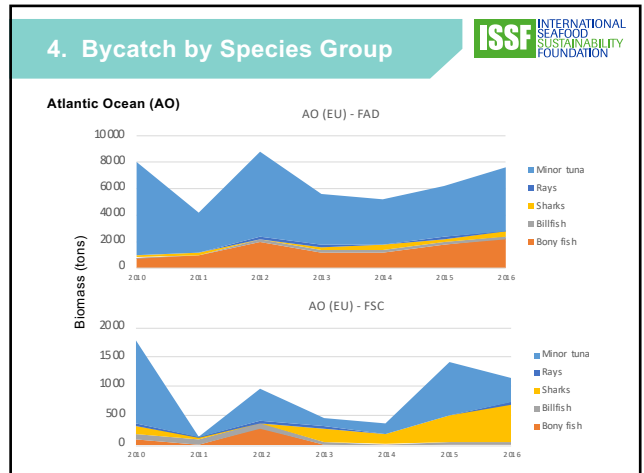 4. Bycatch by Species Group
ISSF
INTERNATIONAL
SEAFOOD
SUSTAINABILITY
FOUNDATION
Atlantic Ocean (AO)
AO (EU) - FAD
10000
8000
6000
4000
2000
0
2010 2011 2012 2013 2014 2015 2016
Minor tuna
Rays
Sharks
Billfish
Bony fish
Biomass (tons)
AO (EU) - FSC
2000
1500
1000
500
0
2010 2011 2012 2013 2014 2015 2016
Minor tuna
Rays
Sharks
Billfish
Bony fish